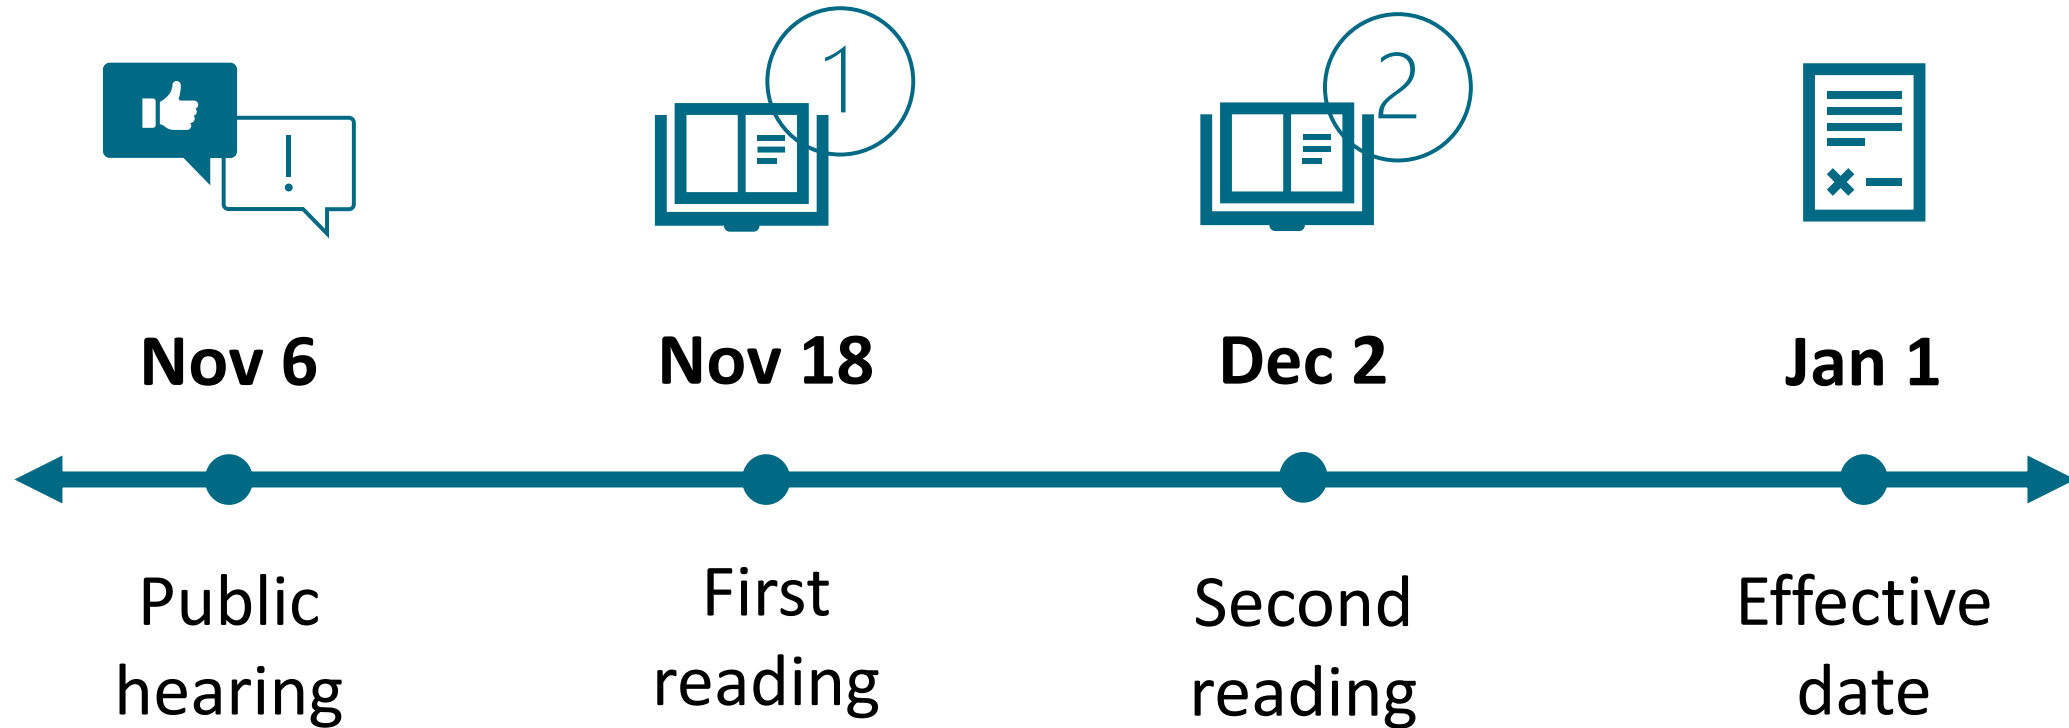 1
2
Nov 6
Nov 18
Dec 2
Jan 1
Public
hearing
First
reading
Second
reading
Effective
date